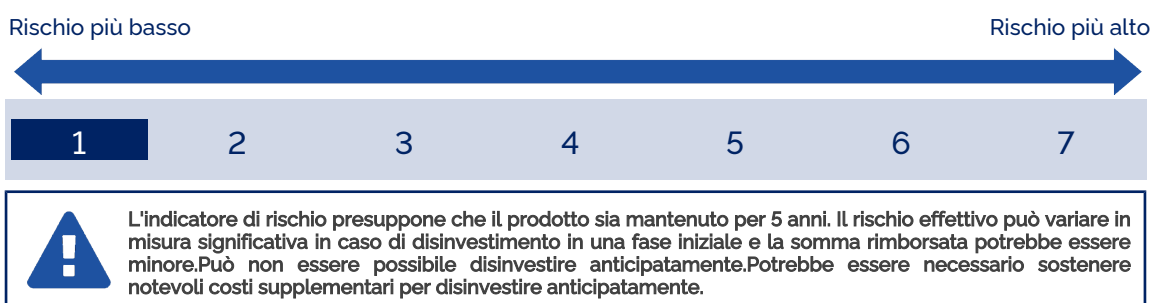 Rischio più basso Rischio più alto
1 2 3 4 5 6 7
L'indicatore di rischio presuppone che il prodotto sia mantenuto per 5 anni. Il rischio effettivo può variare in
misura significativa in caso di disinvestimento in una fase iniziale e la somma rimborsata potrebbe essere
minore.Può non essere possibile disinvestire anticipatamente.Potrebbe essere necessario sostenere
notevoli costi supplementari per disinvestire anticipatamente.